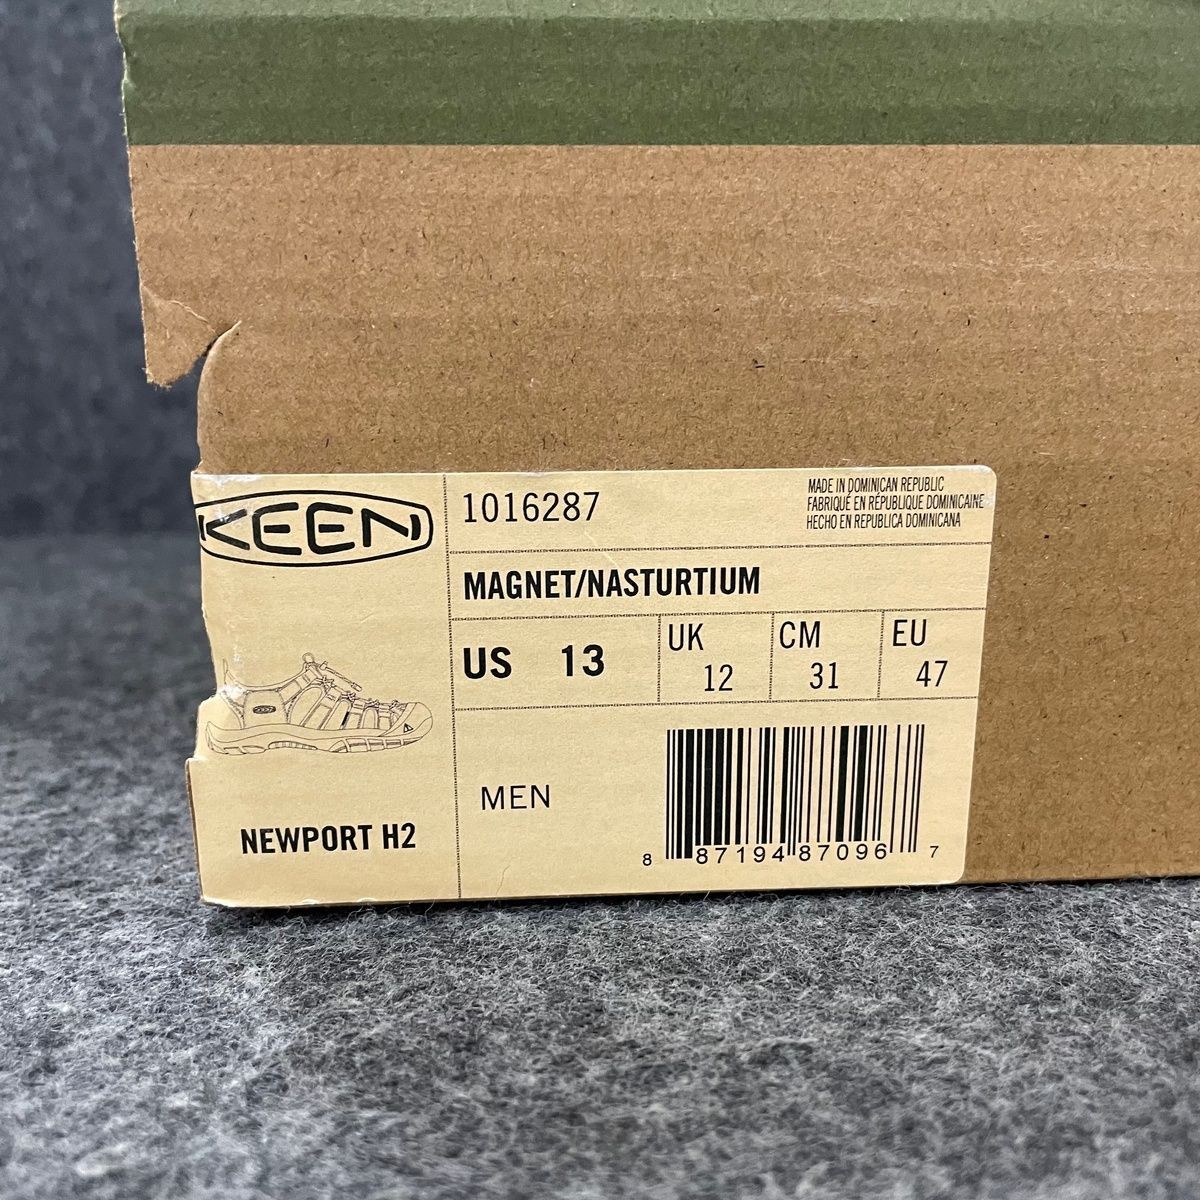 KEEN
1016287
MADE IN DOMINICAN REPUBLIC
FABRIQUÉ EN RÉPUBLIQUE DOMINICAINE
HECHO EN REPUBLICA DOMINICANA
MAGNET/NASTURTIUM
US 13
UK 12
CM 31
EU 47
KEEN
NEWPORT H2
MEN
8 87194 87096 7